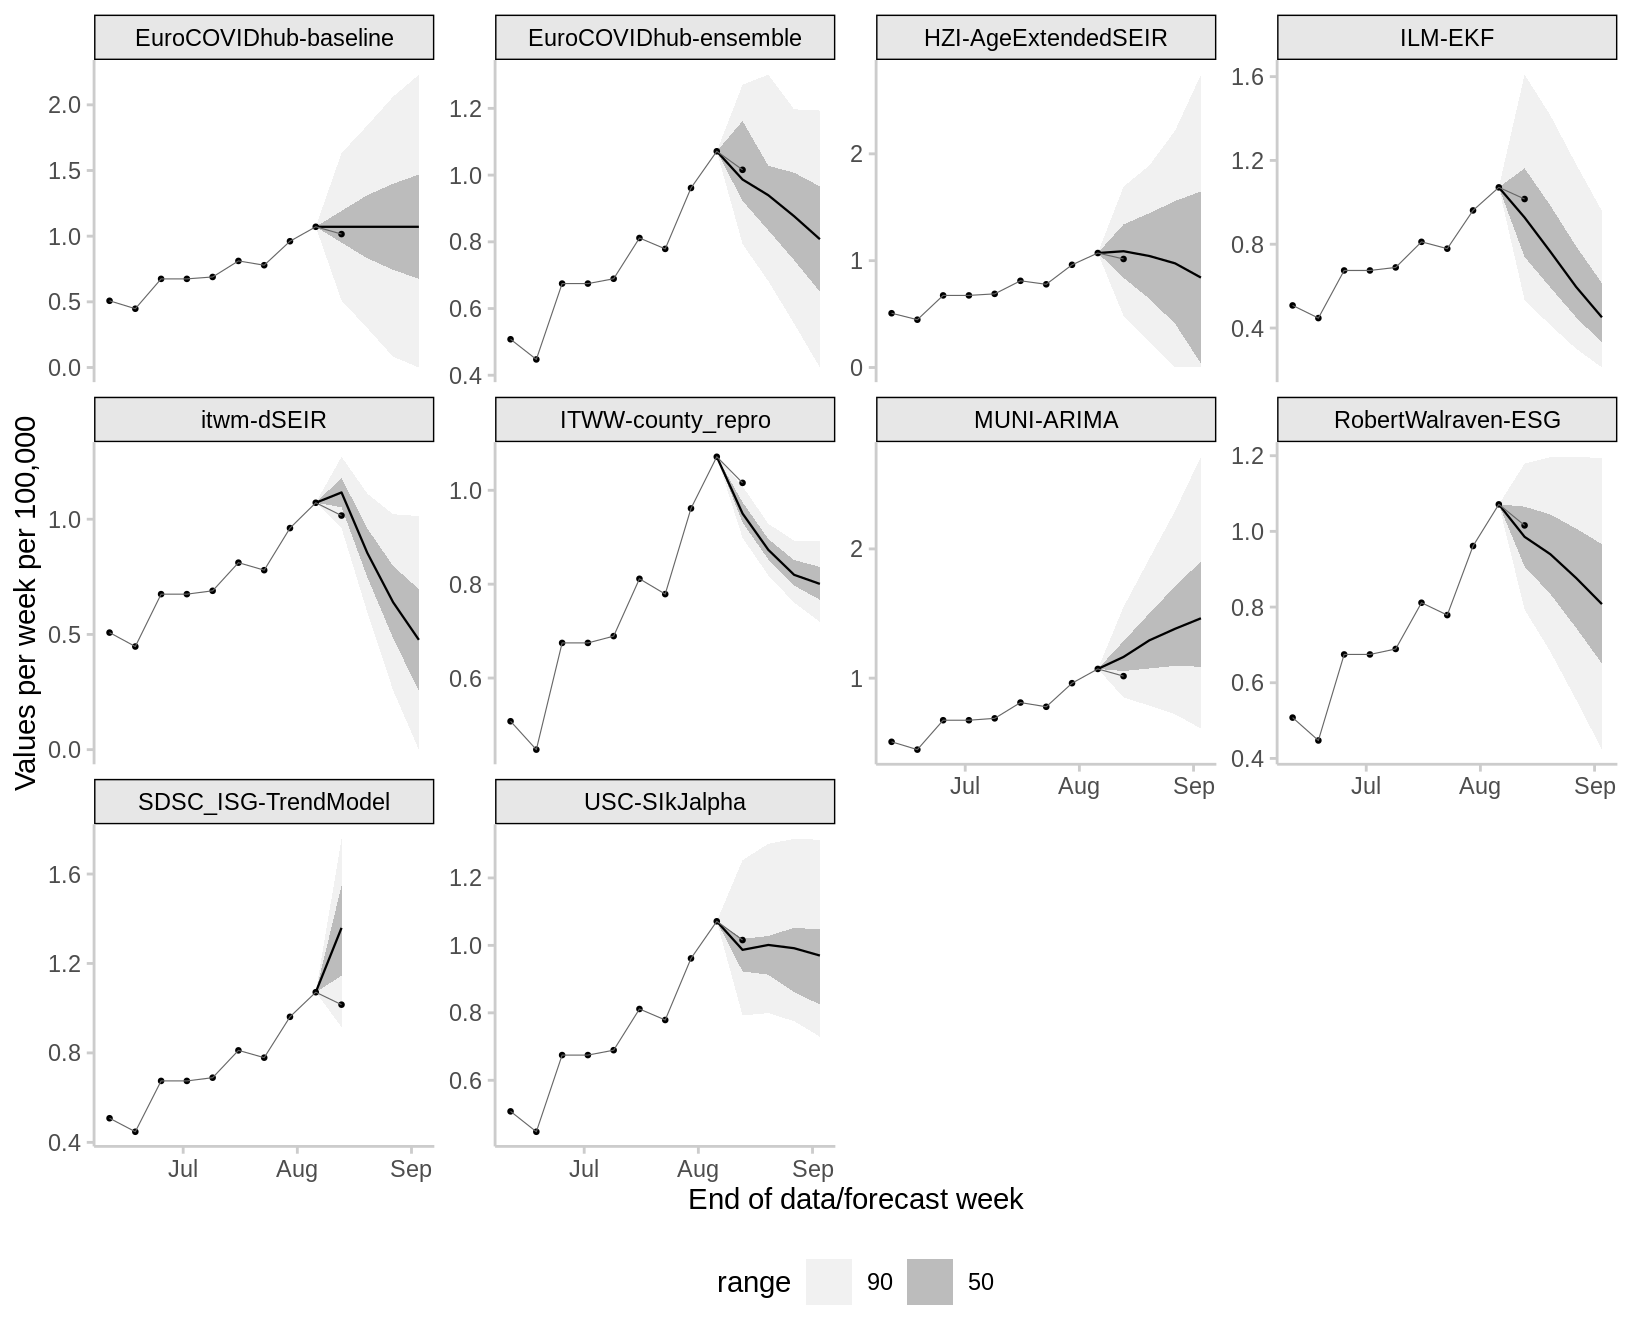 EuroCOVIDhub-baseline
EuroCOVIDhub-ensemble
HZI-AgeExtendedSEIR
ILM-EKF
2.0
1.5
1.0
0.5
0.0
1.2
1.0
0.8
0.6
0.4
2
1
0
1.6
1.2
0.8
0.4
itwm-dSEIR
ITWW-county_repro
MUNI-ARIMA
RobertWalraven-ESG
1.0
0.5
0.0
1.0
0.8
0.6
2
1
Jul Aug Sep
1.2
1.0
0.8
0.6
0.4
Jul Aug Sep
SDSC_ISG-TrendModel
USC-SIkJalpha
1.6
1.2
0.8
0.4
Jul Aug Sep
1.2
1.0
0.8
0.6
Jul Aug Sep
Values per week per 100,000
End of data/forecast week
range 90 50